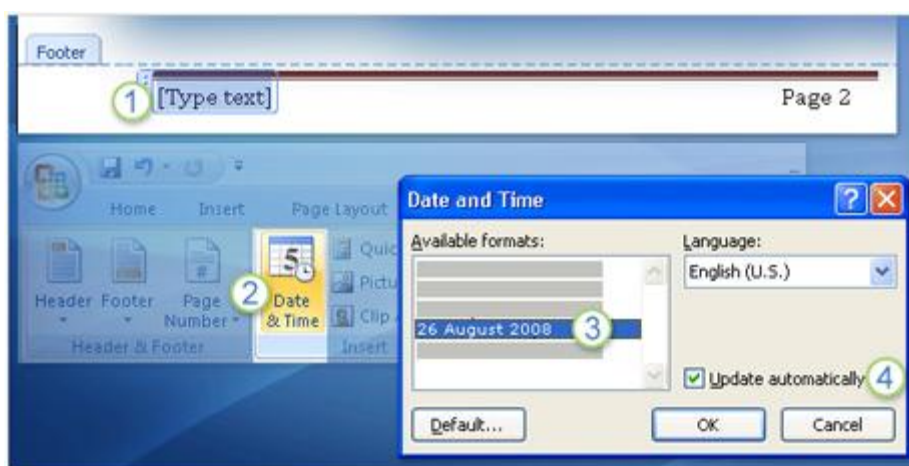 Footer
1 [Type text] Page 2
Home Insert Page Layout
Header Footer Page Number
2 Date & Time
Header & Footer
Insert
Date and Time
Available formats:
26 August 2008 3
Language:
English (U.S.)
Update automatically 4
Default...
OK
Cancel